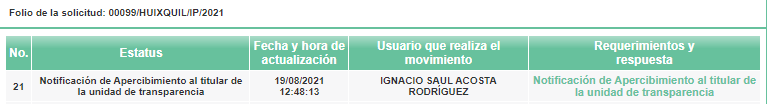 Folio de la solicitud: 00099/HUIXQUIL/IP/2021
No. Estatus Fecha y hora de actualización Usuario que realiza el movimiento Requerimientos y respuesta
21 Notificación de Apercibimiento al titular de la unidad de transparencia 19/08/2021 12:48:13 IGNACIO SAUL ACOSTA RODRÍGUEZ Notificación de Apercibimiento al titular de la unidad de transparencia